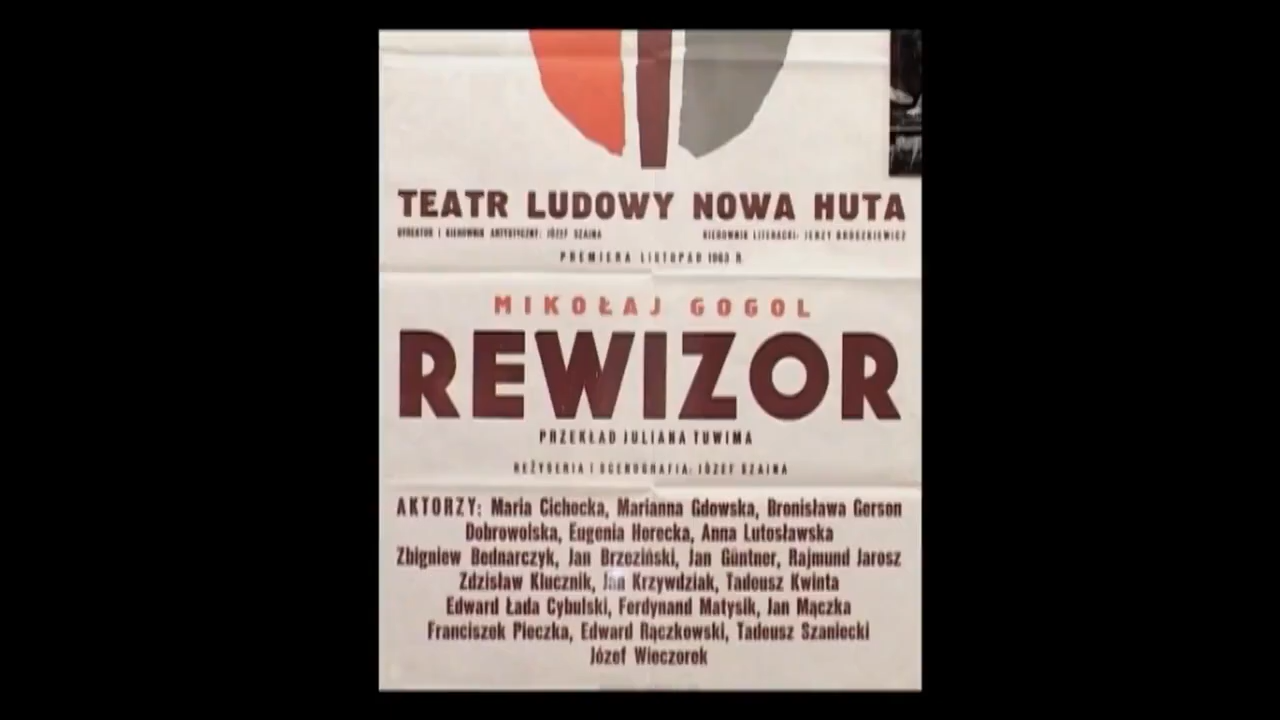 TEATR LUDOWY NOWA HUTA
DYREKTOR I KIEROWNIK ARTYSTYCZNY: JÓZEF SZAJNA KIEROWNIK LITERACKI: JERZY BROSZKIEWICZ
PREMIERA LISTOPAD 1963 R.
MIKOŁAJ GOGOL
REWIZOR
PRZEKŁAD JULIANA TUWIMA
REŻYSERIA I SCENOGRAFIA: JÓZEF SZAJNA
AKTORZY: Maria Cichocka, Marianna Gdowska, Bronisława Gerson
Dobrowolska, Eugenia Horecka, Anna Lutosławska
Zbigniew Bednarczyk, Jan Brzeziński, Jan Güntner, Rajmund Jarosz
Zdzisław Klucznik, Jan Krzywdziak, Tadeusz Kwinta
Edward Łada Cybulski, Ferdynand Matysik, Jan Mączka
Franciszek Pieczka, Edward Rączkowski, Tadeusz Szaniecki
Józef Wieczorek